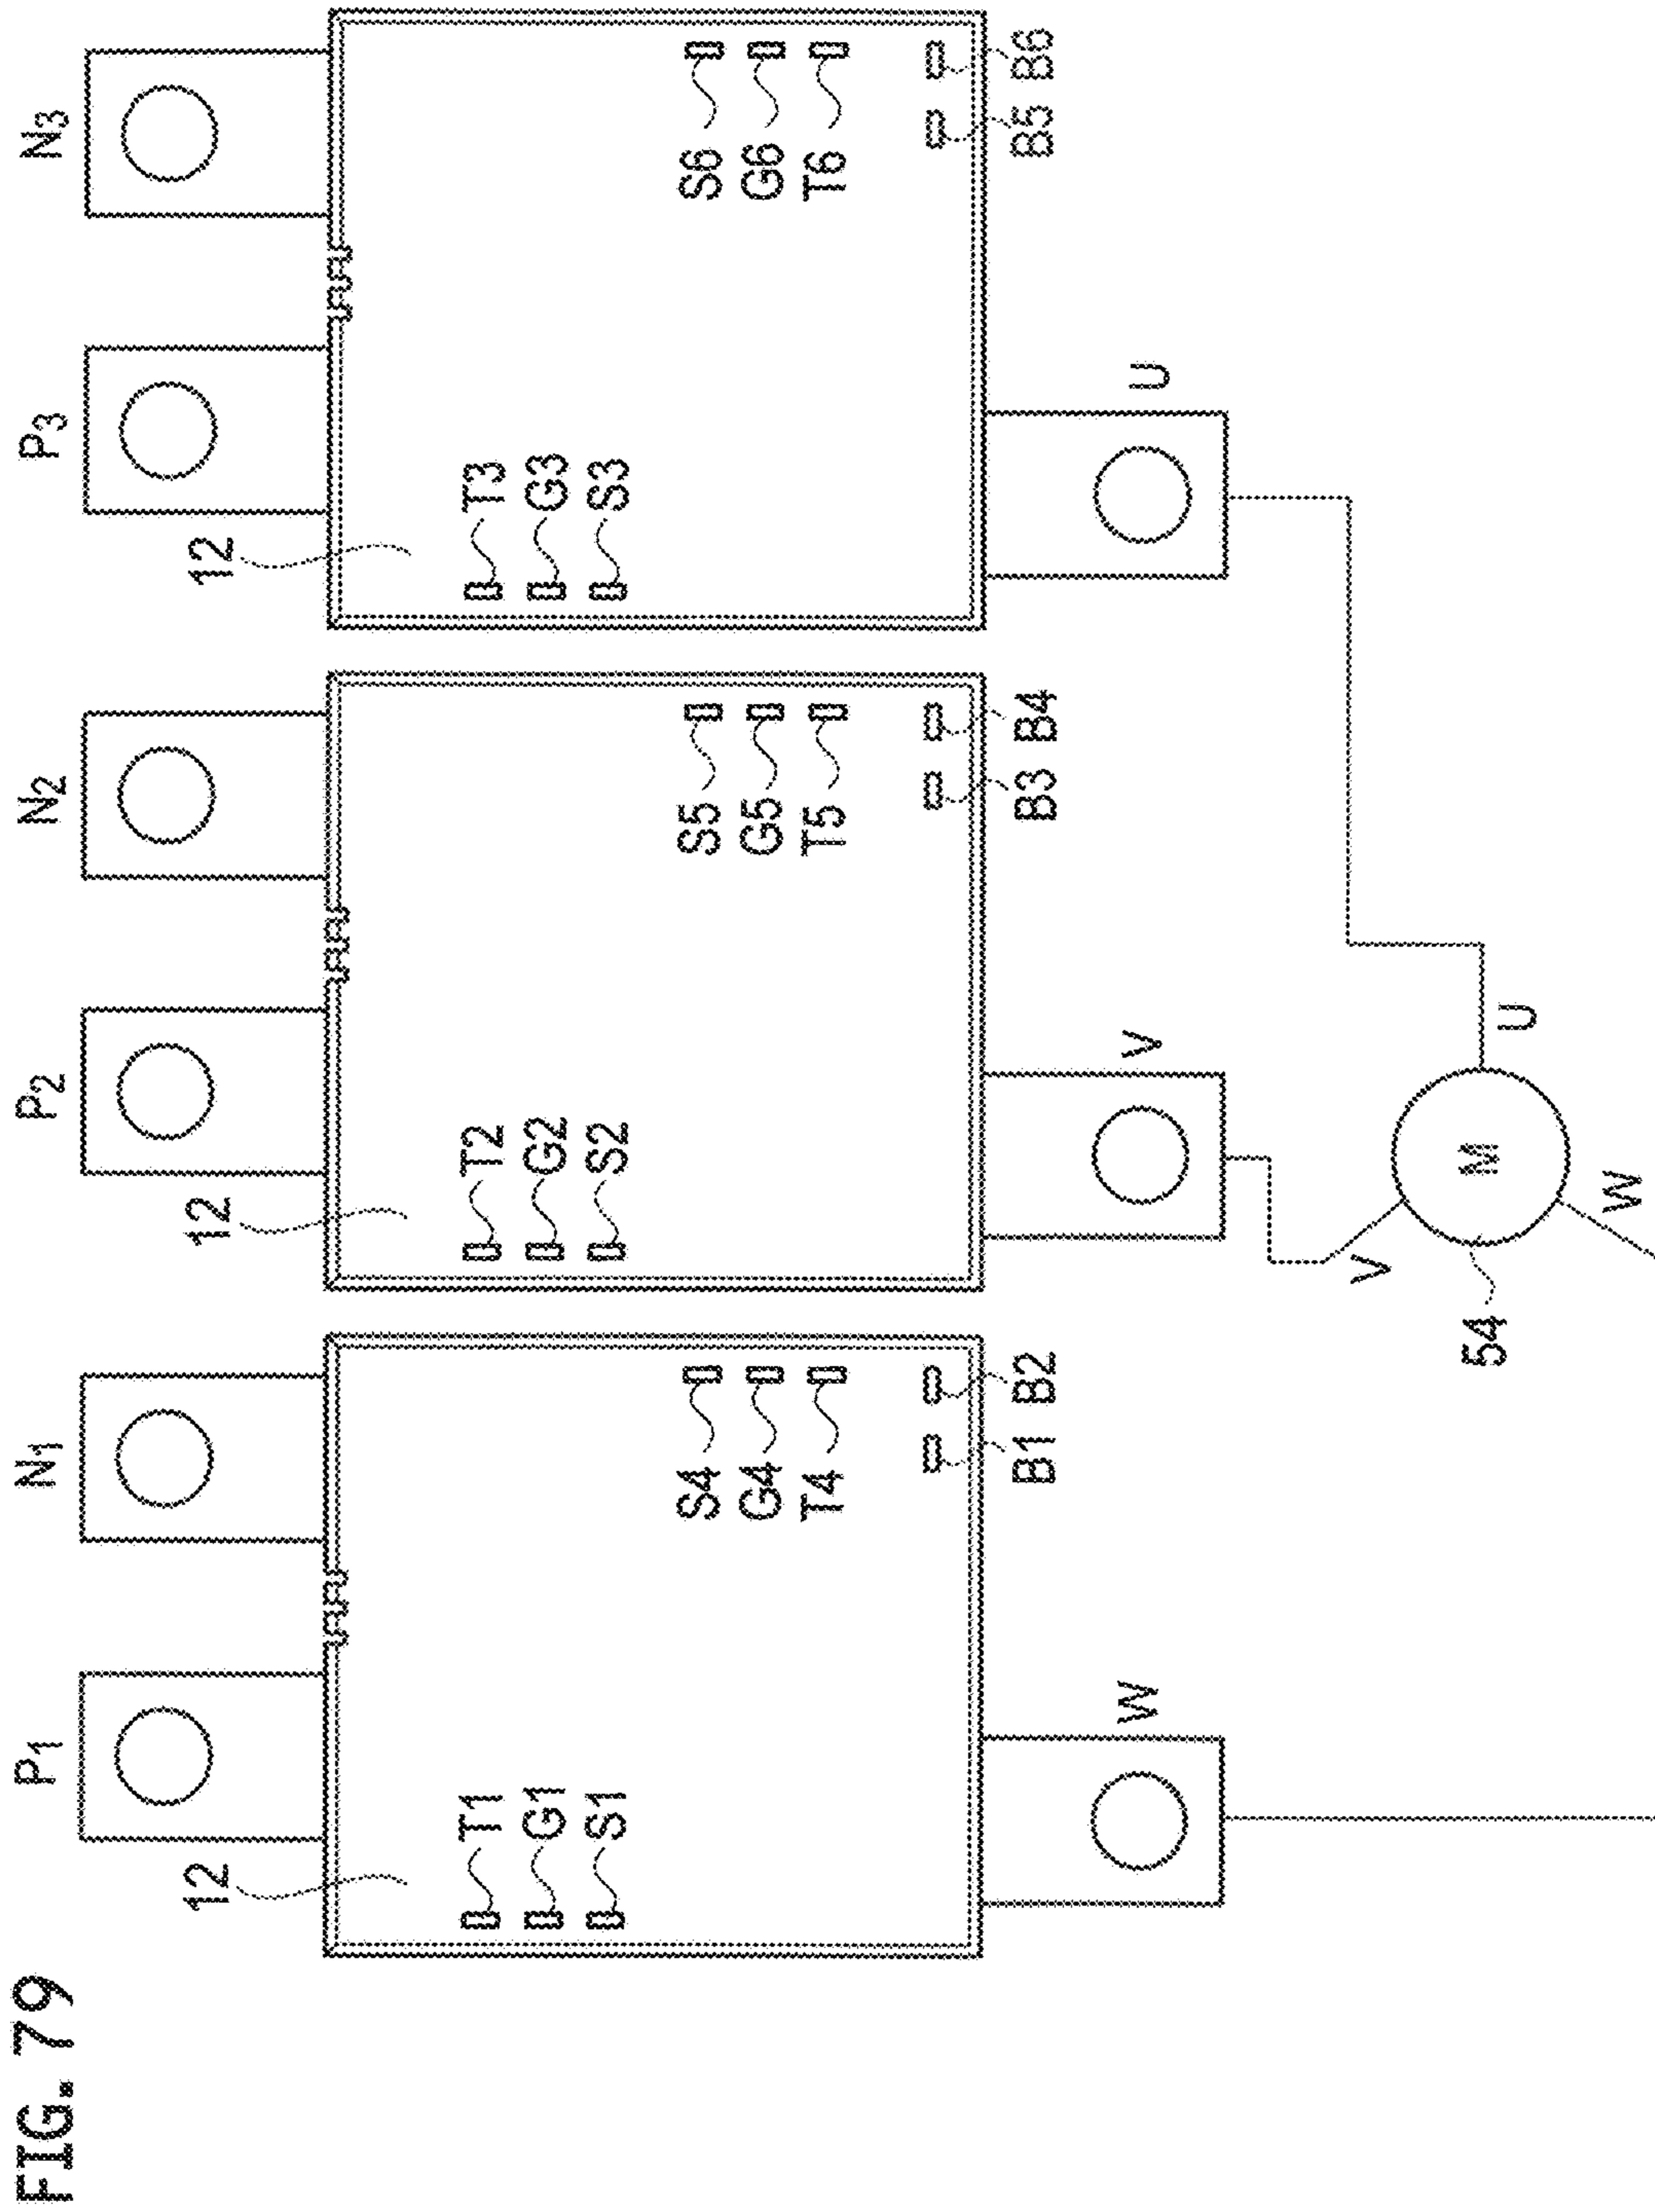 FIG. 79
P1 N1 P2 N2 P3 N3
12 12 12
T1 T2 T3
G1 G2 G3
S1 S2 S3
S4 S5 S6
G4 G5 G6
T4 T5 T6
B1 B2 B3 B4 B5 B6
W V U
V U
M
54
W